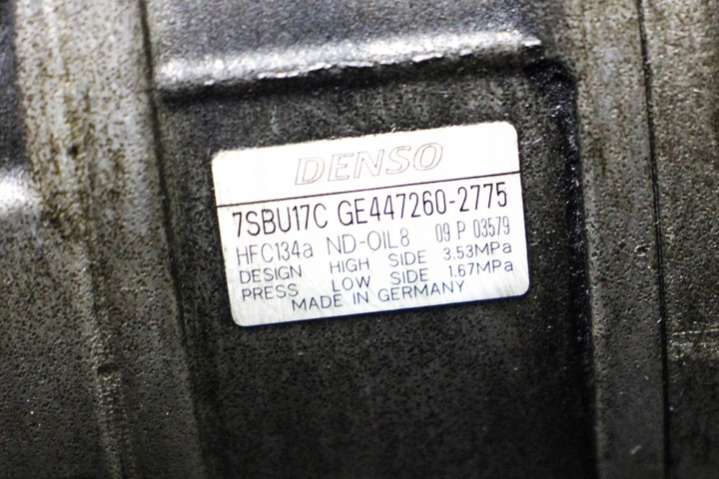 DENSO
7SBU17C GE447260-2775
HFC134a ND-OIL8 09 P 03579
DESIGN HIGH SIDE 3.53MPa
PRESS LOW SIDE 1.67MPa
MADE IN GERMANY